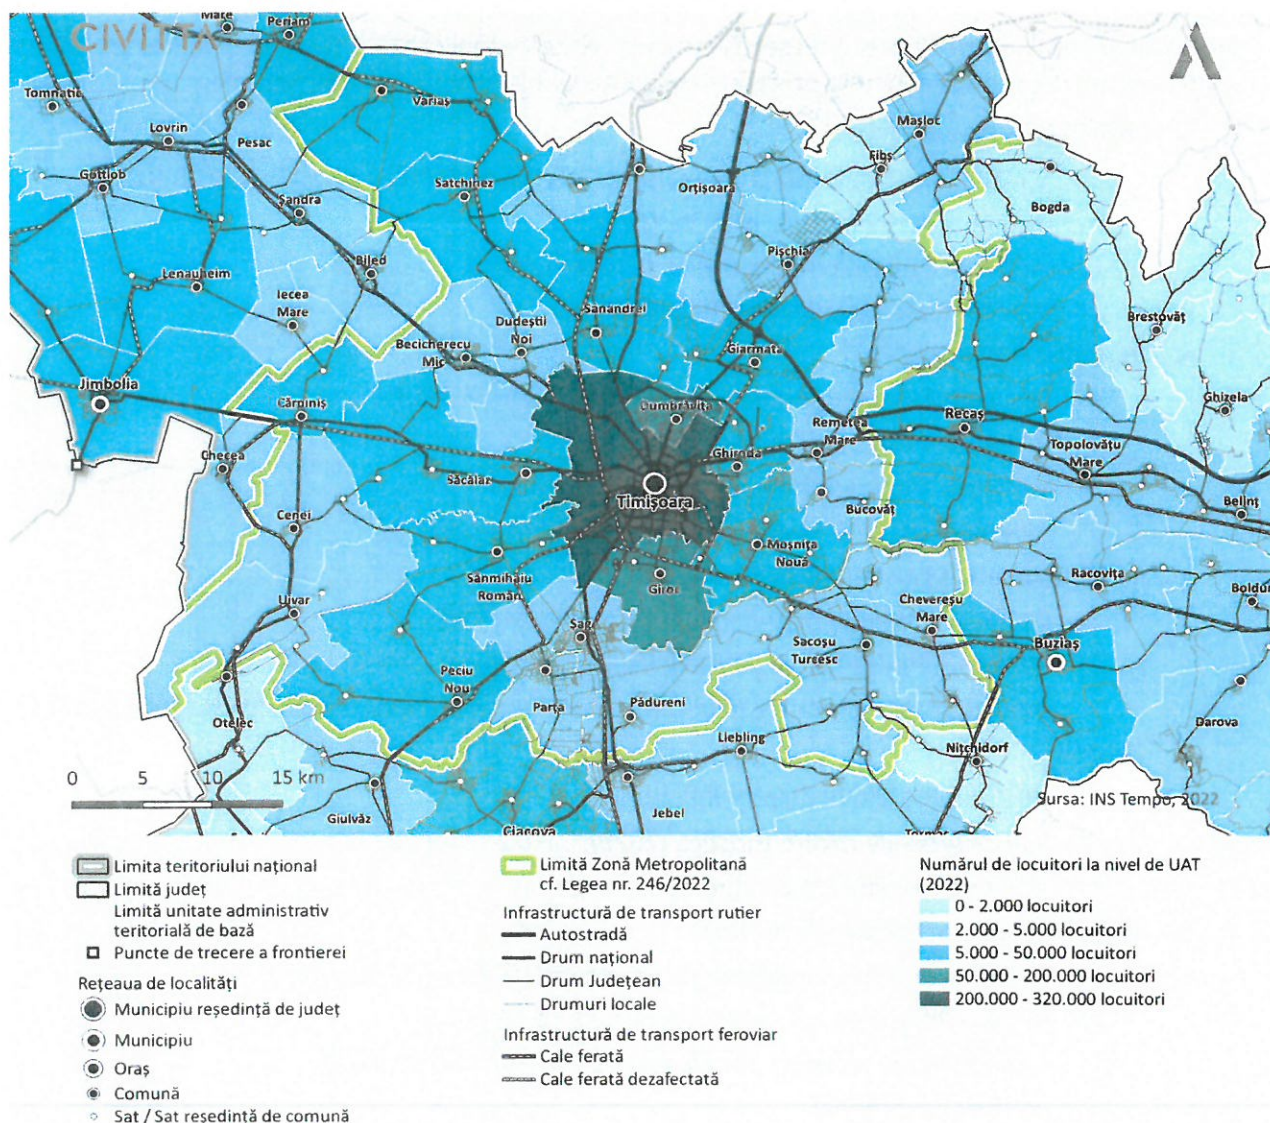 CIVITTA
Mare
Periam
Tomnatic
Variaș
Lovrin
Pesac
Mașloc
Fibiș
Gottlob
Satchinez
Orțișoara
Șandra
Bogda
Biled
Pișchia
Lenauheim
Iecea
Mare
Sânandrei
Brestovăț
Dudeștii
Noi
Becicherecu
Mic
Giarmata
Jimbolia
Cărpiniș
Dumbrăvița
Remetea
Mare
Recaș
Ghizela
Topolovățu
Mare
Checea
Ghiroda
Săcălaz
Timișoara
Bucovăț
Belinț
Cenei
Moșnița
Nouă
Sânmihaiu
Român
Giroc
Racovița
Boldur
Uivar
Chevereșu
Mare
Șag
Sacoșu
Turcesc
Buziaș
Peciu
Nou
Parța
Pădureni
Otelec
Liebling
Darova
Nițchidorf
0 5 10 15 km
Giulvăz
Jebel
Sursa: INS Tempo, 2022
Ciacova
Limita teritoriului național
Limită județ
Limită unitate administrativ
teritorială de bază
Puncte de trecere a frontierei
Rețeaua de localități
Municipiu reședință de județ
Municipiu
Oraș
Comună
Sat / Sat reședință de comună
Limită Zonă Metropolitană
cf. Legea nr. 246/2022
Infrastructură de transport rutier
Autostradă
Drum național
Drum Județean
Drumuri locale
Infrastructură de transport feroviar
Cale ferată
Cale ferată dezafectată
Numărul de locuitori la nivel de UAT
(2022)
0 - 2.000 locuitori
2.000 - 5.000 locuitori
5.000 - 50.000 locuitori
50.000 - 200.000 locuitori
200.000 - 320.000 locuitori